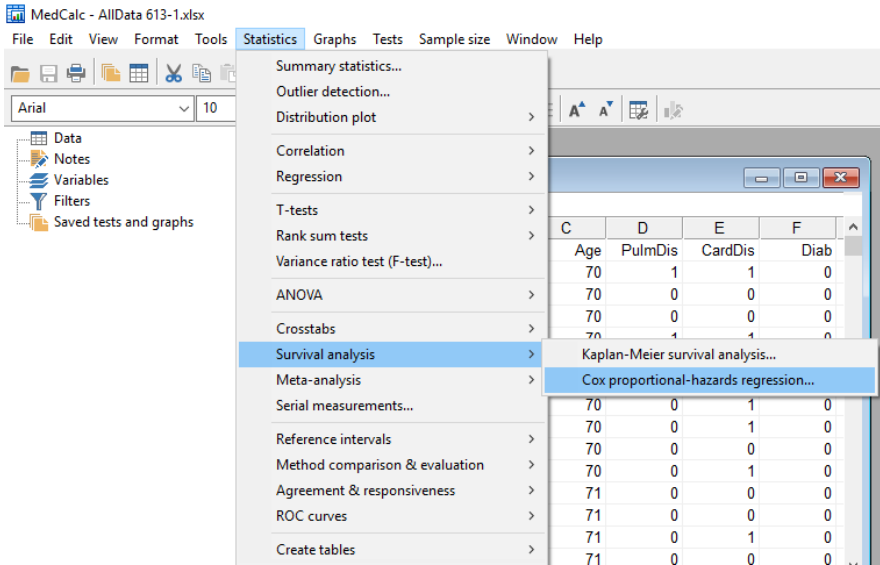 MedCalc - AllData 613-1.xlsx
File Edit View Format Tools Statistics Graphs Tests Sample size Window Help
Arial 10
Data
Notes
Variables
Filters
Saved tests and graphs
Summary statistics...
Outlier detection...
Distribution plot
Correlation
Regression
T-tests
Rank sum tests
Variance ratio test (F-test)...
ANOVA
Crosstabs
Survival analysis
Meta-analysis
Serial measurements...
Reference intervals
Method comparison & evaluation
Agreement & responsiveness
ROC curves
Create tables
Kaplan-Meier survival analysis...
Cox proportional-hazards regression...
C D E F
Age PulmDis CardDis Diab
70 1 1 0
70 0 0 0
70 0 0 0
70 1 1 0
70 0 1 0
70 0 1 0
70 0 0 0
70 0 1 0
71 0 0 0
71 0 0 0
71 0 1 0
71 0 0 0